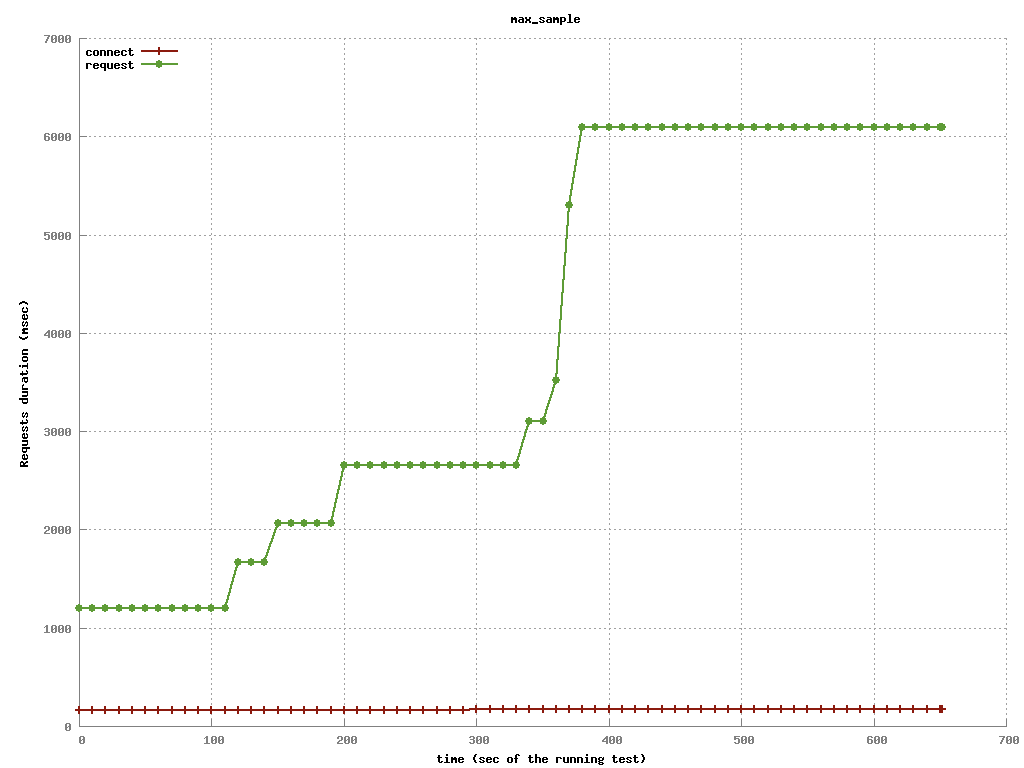 max_sample
7000
connect
request
6000
5000
4000
3000
2000
1000
0
Requests duration (msec)
0 100 200 300 400 500 600 700
time (sec of the running test)